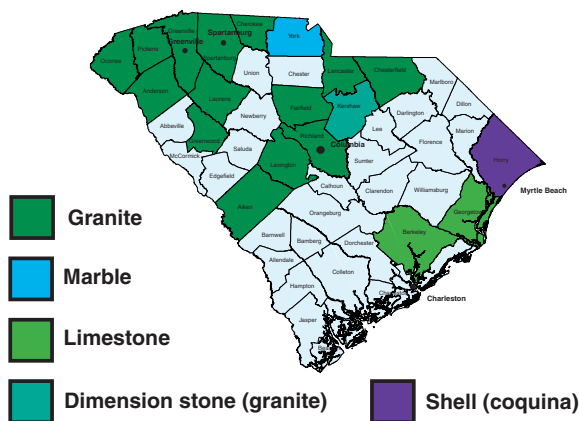 Cherokee
York
Greenville
Spartanburg
Pickens
Greenville
Oconee
Spartanburg
Union
Chester
Lancaster
Chesterfield
Marlboro
Anderson
Laurens
Fairfield
Kershaw
Dillon
Darlington
Abbeville
Newberry
Lee
Marion
Greenwood
Richland
Florence
Columbia
Horry
McCormick
Saluda
Lexington
Sumter
Edgefield
Calhoun
Clarendon
Williamsburg
Myrtle Beach
Aiken
Orangeburg
Georgetown
Granite
Barnwell
Bamberg
Dorchester
Berkeley
Allendale
Marble
Colleton
Hampton
Charleston
Jasper
Limestone
Dimension stone (granite)
Shell (coquina)